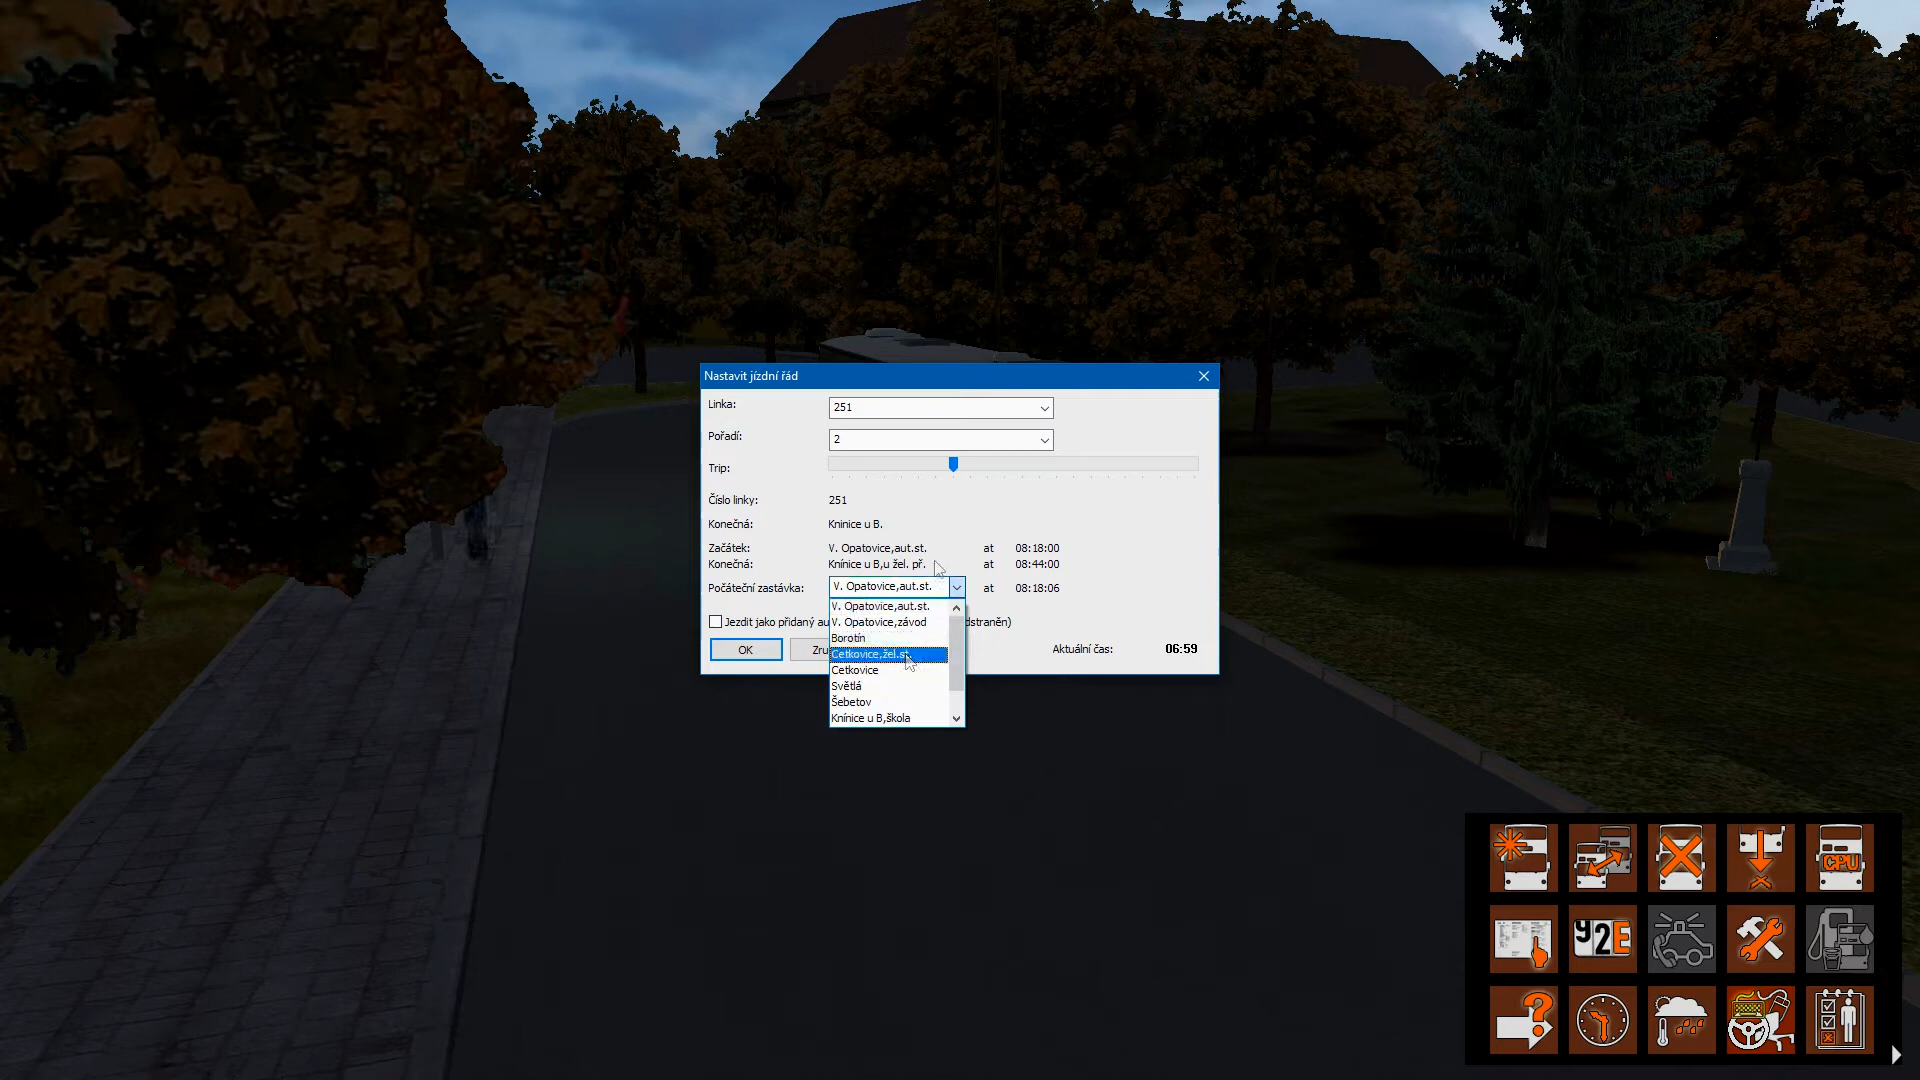 Nastavit jízdní řád
Linka: 251
Pořadí: 2
Trip:
Číslo linky: 251
Konečná: Kninice u B.
Začátek: V. Opatovice,aut.st. at 08:18:00
Konečná: Knínice u B,u žel. př. at 08:44:00
Počáteční zastávka: V. Opatovice,aut.st. at 08:18:06
V. Opatovice,aut.st.
V. Opatovice,závod
Borotín
Cetkovice,žel.st.
Cetkovice
Světlá
Šebetov
Knínice u B,škola
Jezdit jako přidaný au dstraněn)
OK Zru
Aktuální čas: 06:59
CPU
92E